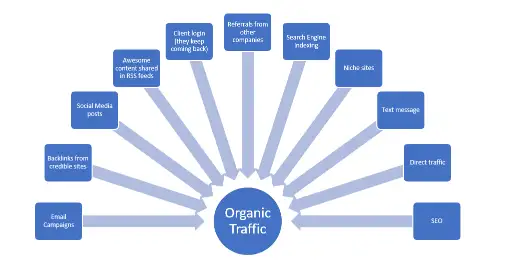 Referrals from
other
companies
Client login
(they keep
coming back)
Search Engine
Indexing
Awesome
content shared
in RSS feeds
Niche sites
Social Media
posts
Text message
Backlinks from
credible sites
Direct traffic
Email
Campaigns
Organic
Traffic
SEO